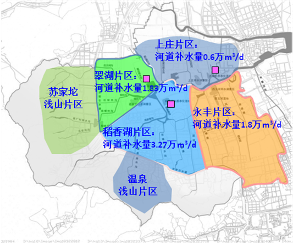 上庄片区：
河道补水量0.6万m³/d
翠湖片区：
河道补水量1.83万m³/d
苏家坨
浅山片区
永丰片区：
河道补水量1.8万m³/d
稻香湖片区：
河道补水量3.27万m³/d
温泉
浅山片区